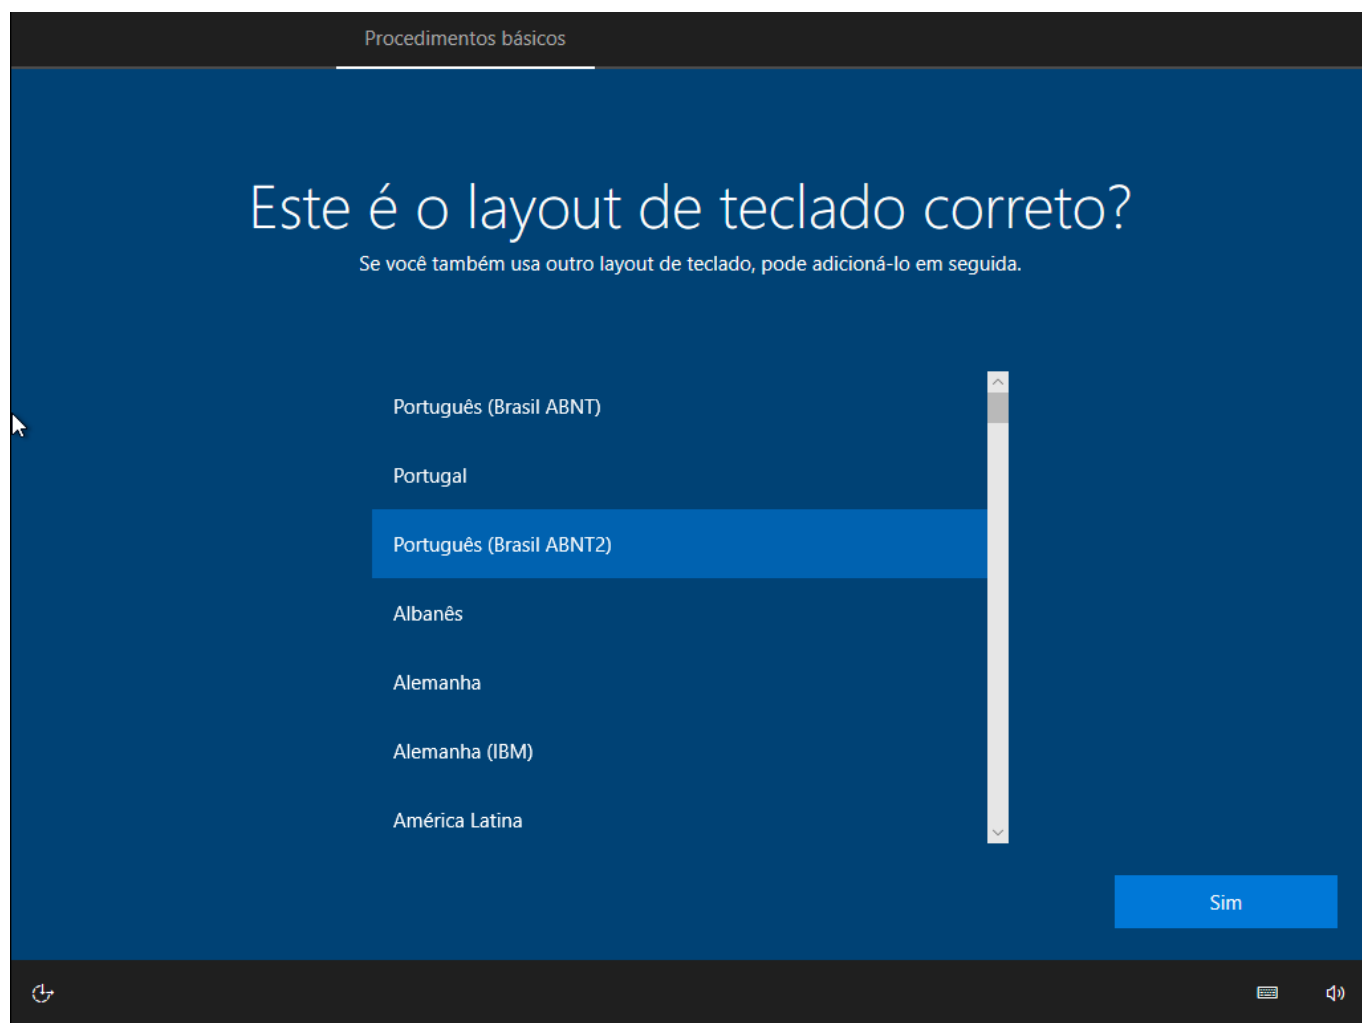 Procedimentos básicos
Este é o layout de teclado correto?
Se você também usa outro layout de teclado, pode adicioná-lo em seguida.
Português (Brasil ABNT)
Portugal
Português (Brasil ABNT2)
Albanês
Alemanha
Alemanha (IBM)
América Latina
Sim